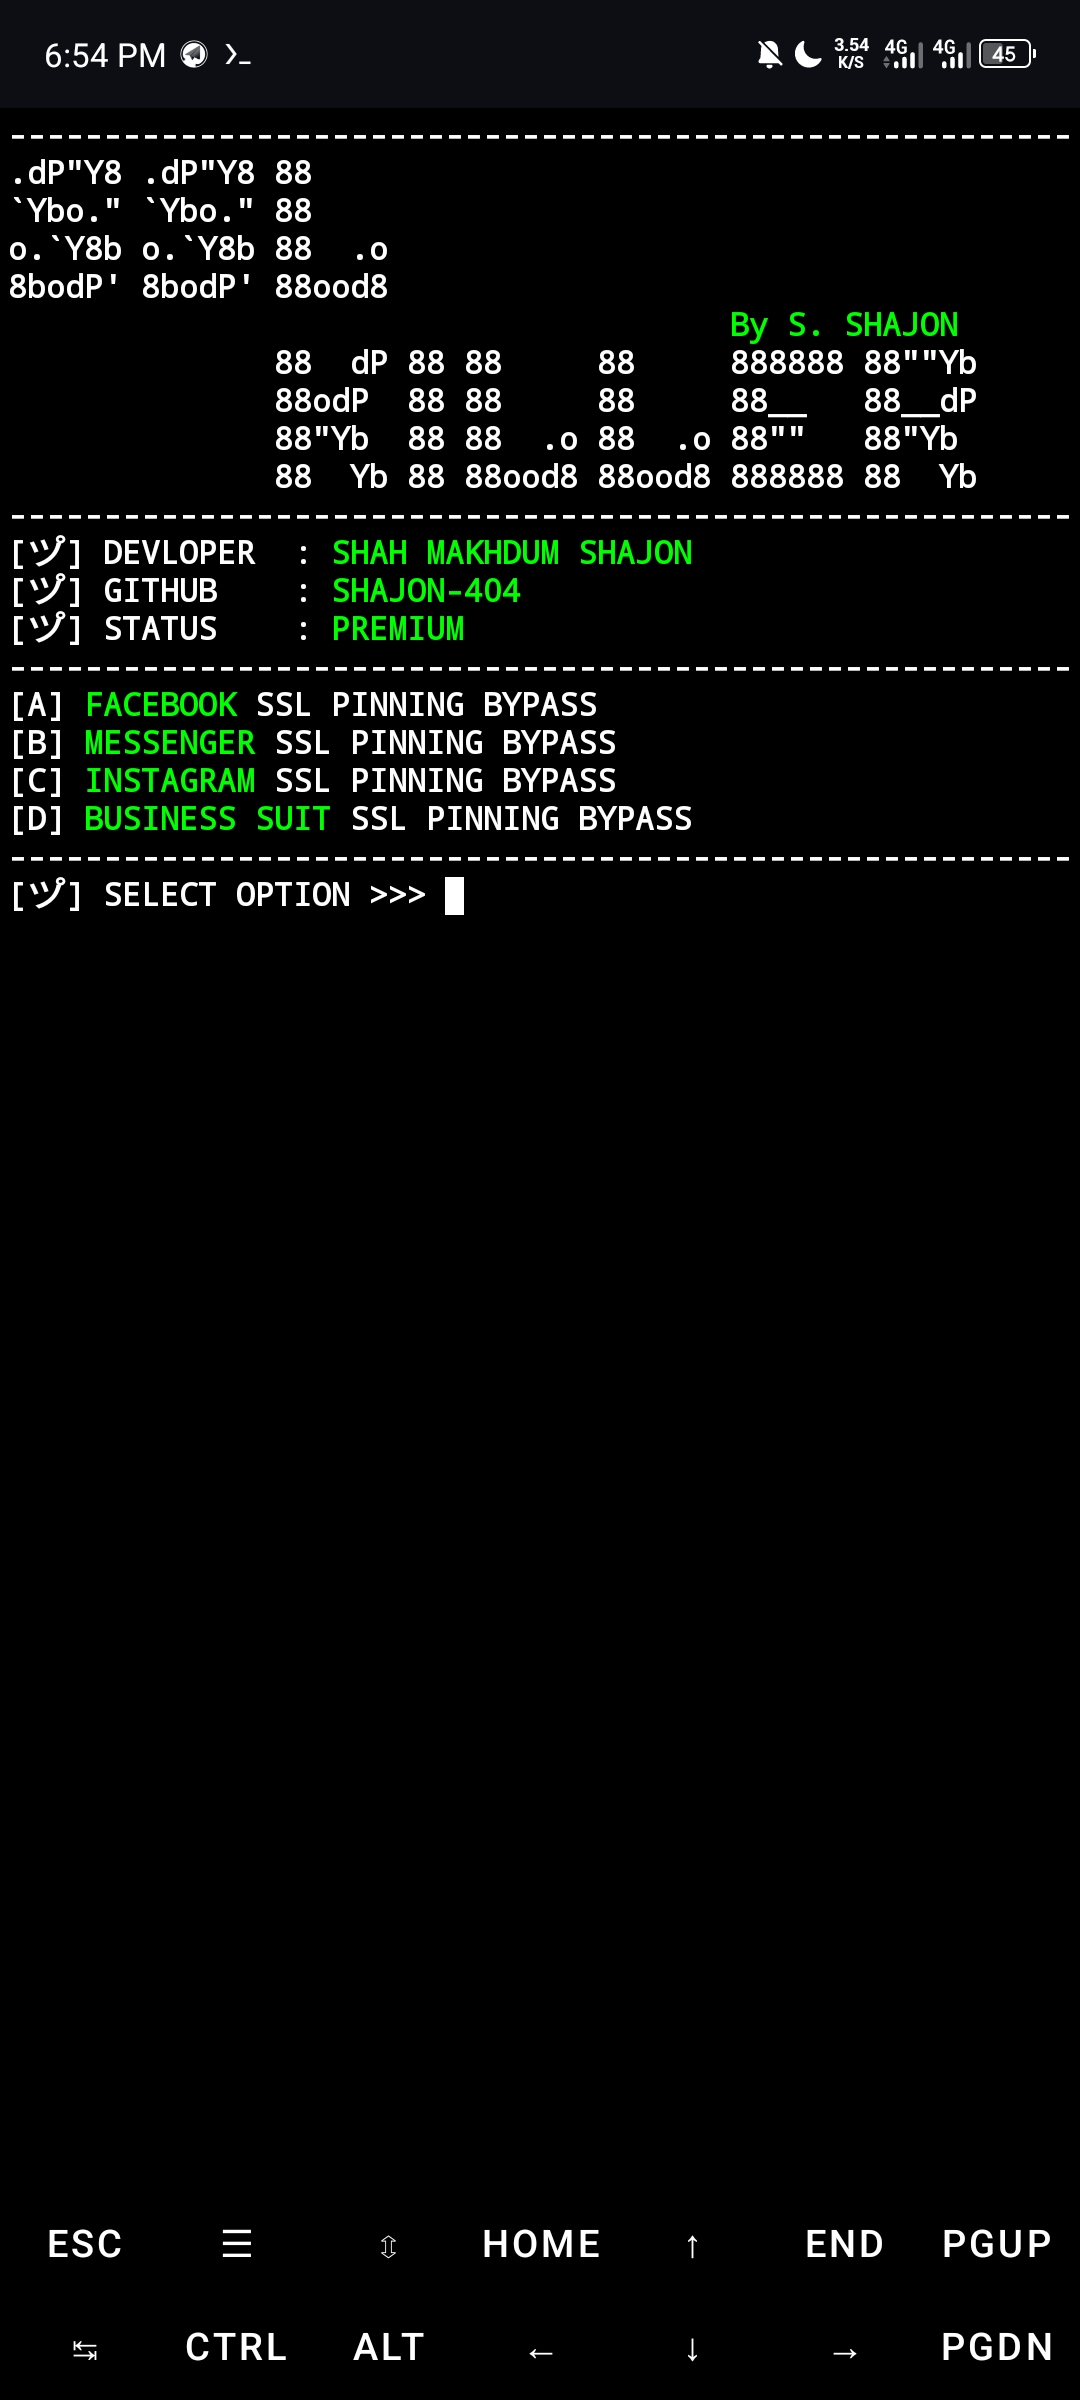 6:54 PM 3.54 K/S 4G 4G 45
--------------------------------------------------------
.dP"Y8 .dP"Y8 88
`Ybo." `Ybo." 88
o.`Y8b o.`Y8b 88  .o
8bodP' 8bodP' 88ood8
                                      By S. SHAJON
              88  dP 88 88     88     888888 88""Yb
              88odP  88 88     88     88__   88__dP
              88"Yb  88 88  .o 88  .o 88""   88"Yb
              88  Yb 88 88ood8 88ood8 888888 88  Yb
--------------------------------------------------------
[ヅ] DEVLOPER  : SHAH MAKHDUM SHAJON
[ヅ] GITHUB    : SHAJON-404
[ヅ] STATUS    : PREMIUM
--------------------------------------------------------
[A] FACEBOOK SSL PINNING BYPASS
[B] MESSENGER SSL PINNING BYPASS
[C] INSTAGRAM SSL PINNING BYPASS
[D] BUSINESS SUIT SSL PINNING BYPASS
--------------------------------------------------------
[ヅ] SELECT OPTION >>>
ESC ☰ ⇳ HOME ↑ END PGUP
↹ CTRL ALT ← ↓ → PGDN